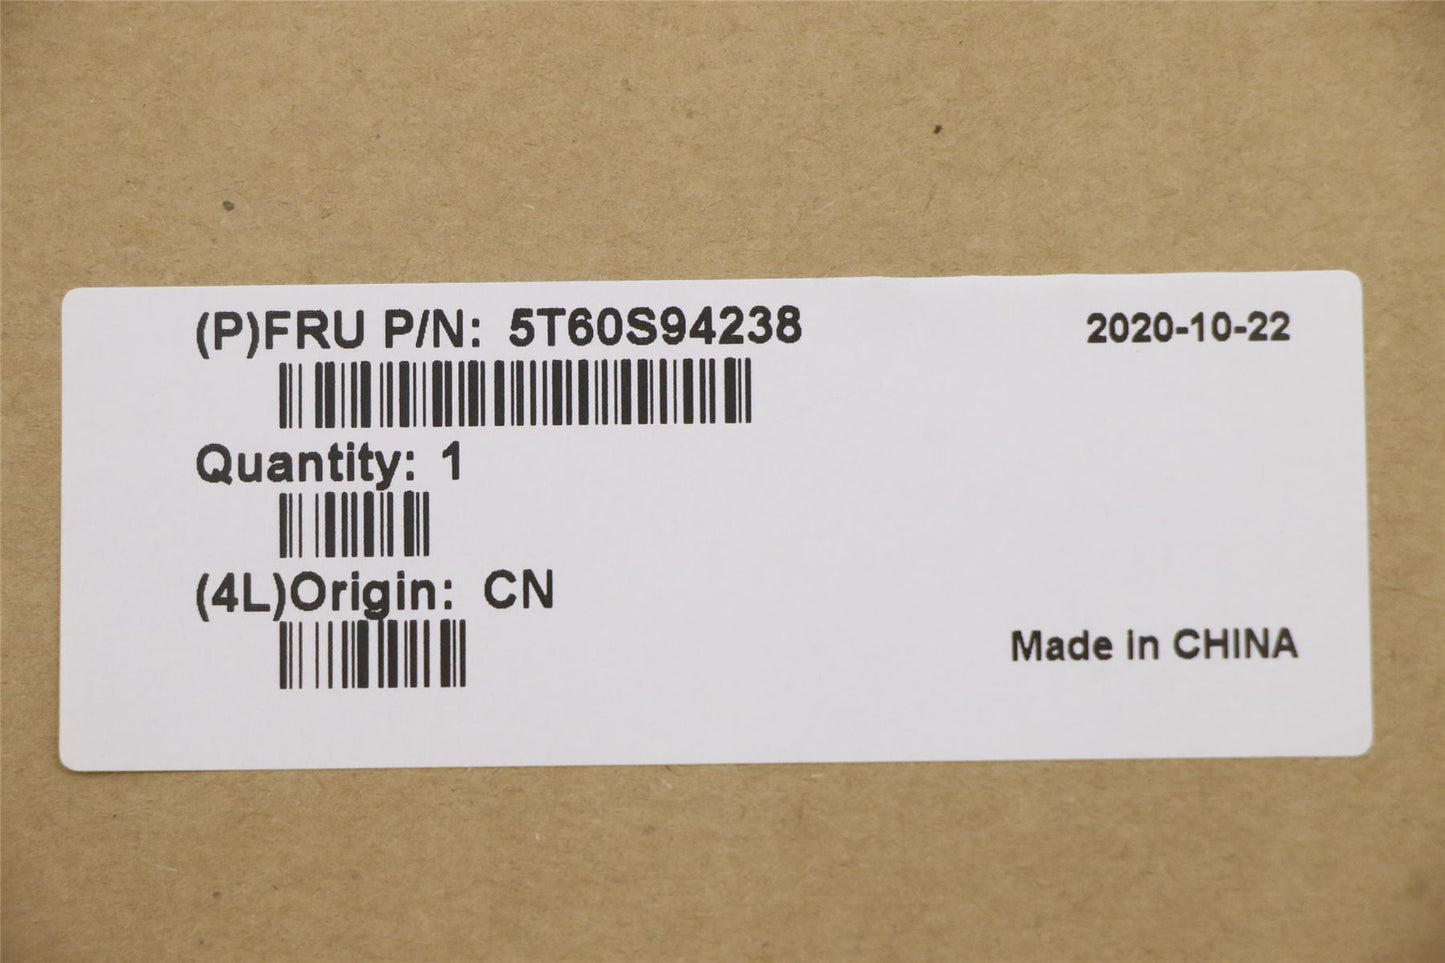 (P)FRU P/N: 5T60S94238
2020-10-22
Quantity: 1
(4L)Origin: CN
Made in CHINA